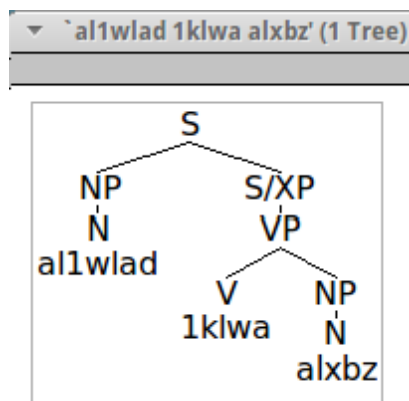 `al1wlad 1klwa alxbz' (1 Tree)
S
NP S/XP
N VP
al1wlad
V NP
1klwa N
alxbz